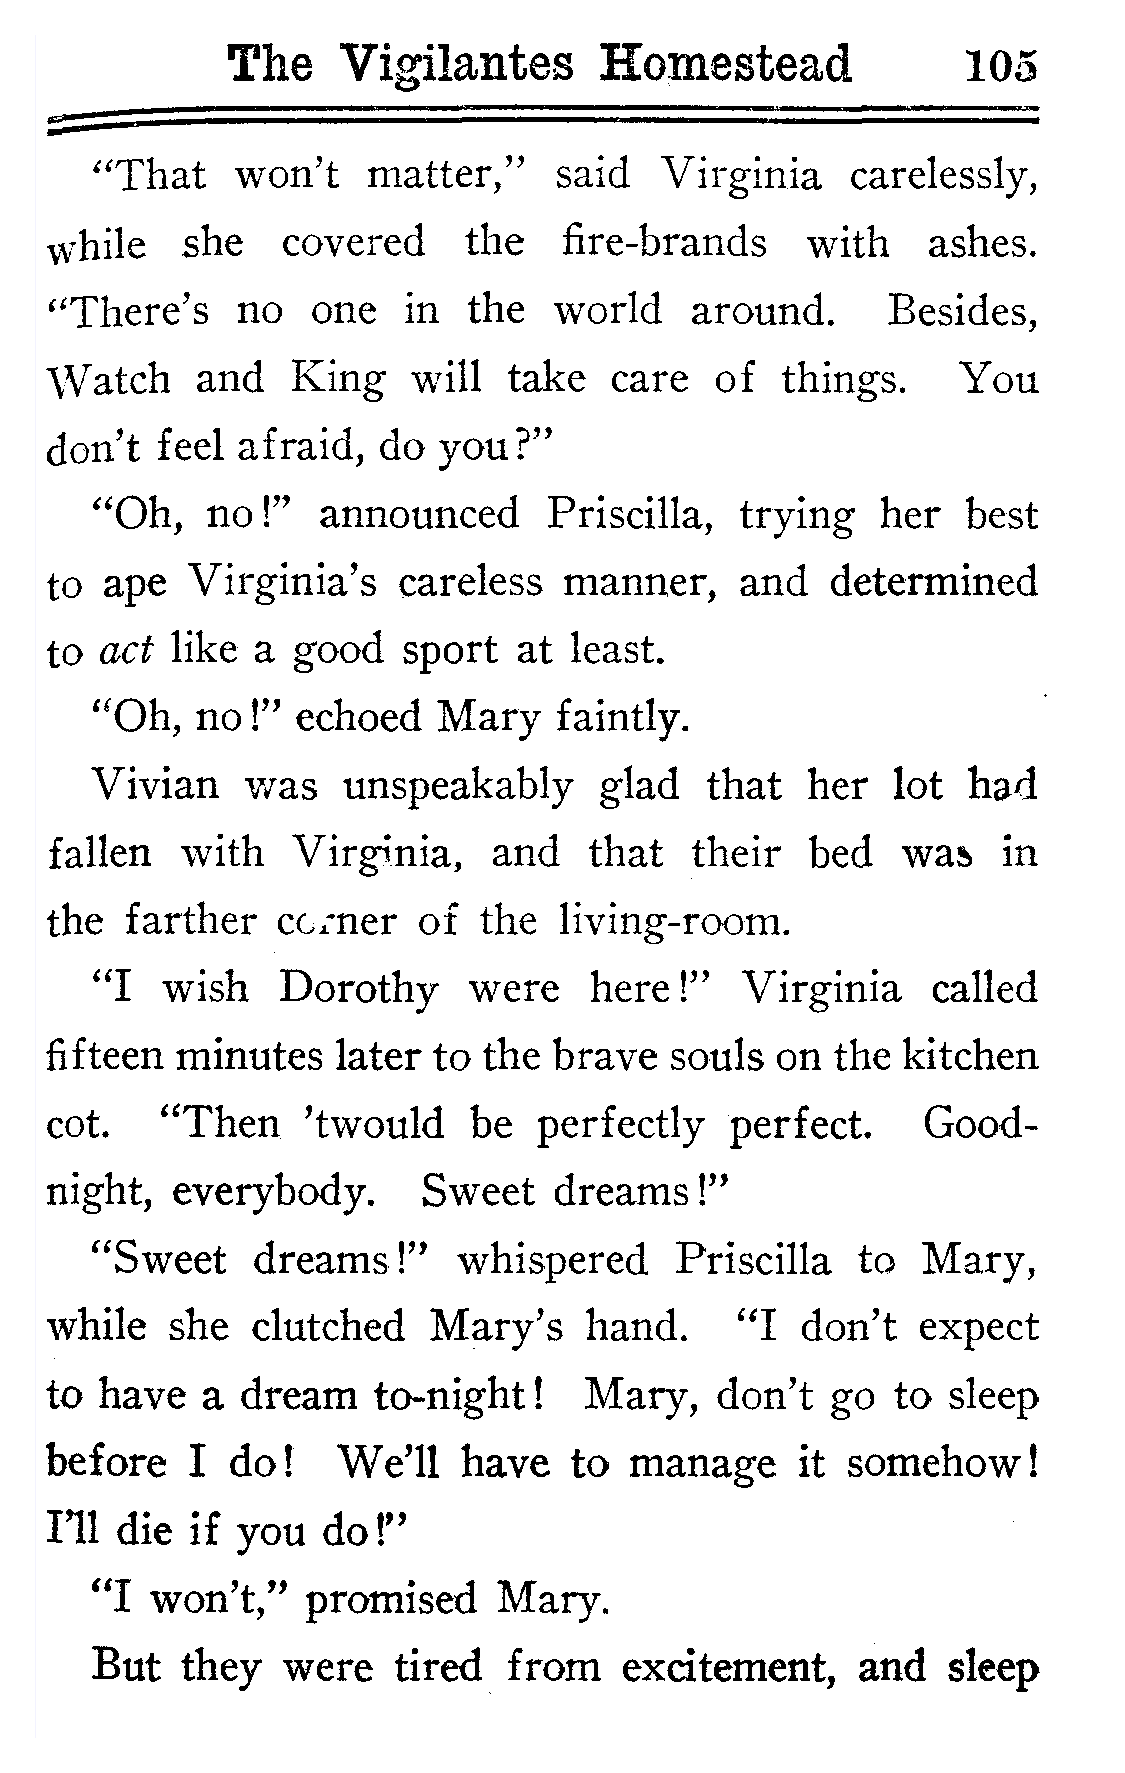 The Vigilantes Homestead 105
"That won't matter," said Virginia carelessly,
while she covered the fire-brands with ashes.
"There's no one in the world around. Besides,
Watch and King will take care of things. You
don't feel afraid, do you?"
"Oh, no!" announced Priscilla, trying her best
to ape Virginia's careless manner, and determined
to act like a good sport at least.
"Oh, no!" echoed Mary faintly.
Vivian was unspeakably glad that her lot had
fallen with Virginia, and that their bed was in
the farther corner of the living-room.
"I wish Dorothy were here!" Virginia called
fifteen minutes later to the brave souls on the kitchen
cot. "Then 'twould be perfectly perfect. Good-
night, everybody. Sweet dreams!"
"Sweet dreams!" whispered Priscilla to Mary,
while she clutched Mary's hand. "I don't expect
to have a dream to-night! Mary, don't go to sleep
before I do! We'll have to manage it somehow!
I'll die if you do!"
"I won't," promised Mary.
But they were tired from excitement, and sleep